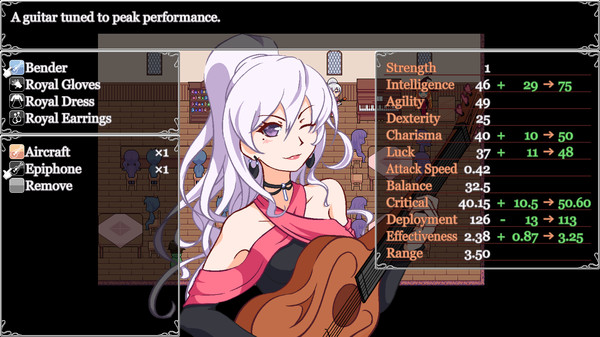 A guitar tuned to peak performance.
Bender
Royal Gloves
Royal Dress
Royal Earrings
Aircraft ×1
Epiphone ×1
Remove
Strength 1
Intelligence 46 + 29 → 75
Agility 49
Dexterity 25
Charisma 40 + 10 → 50
Luck 37 + 11 → 48
Attack Speed 0.42
Balance 32.5
Critical 40.15 + 10.5 → 50.60
Deployment 126 - 13 → 113
Effectiveness 2.38 + 0.87 → 3.25
Range 3.50